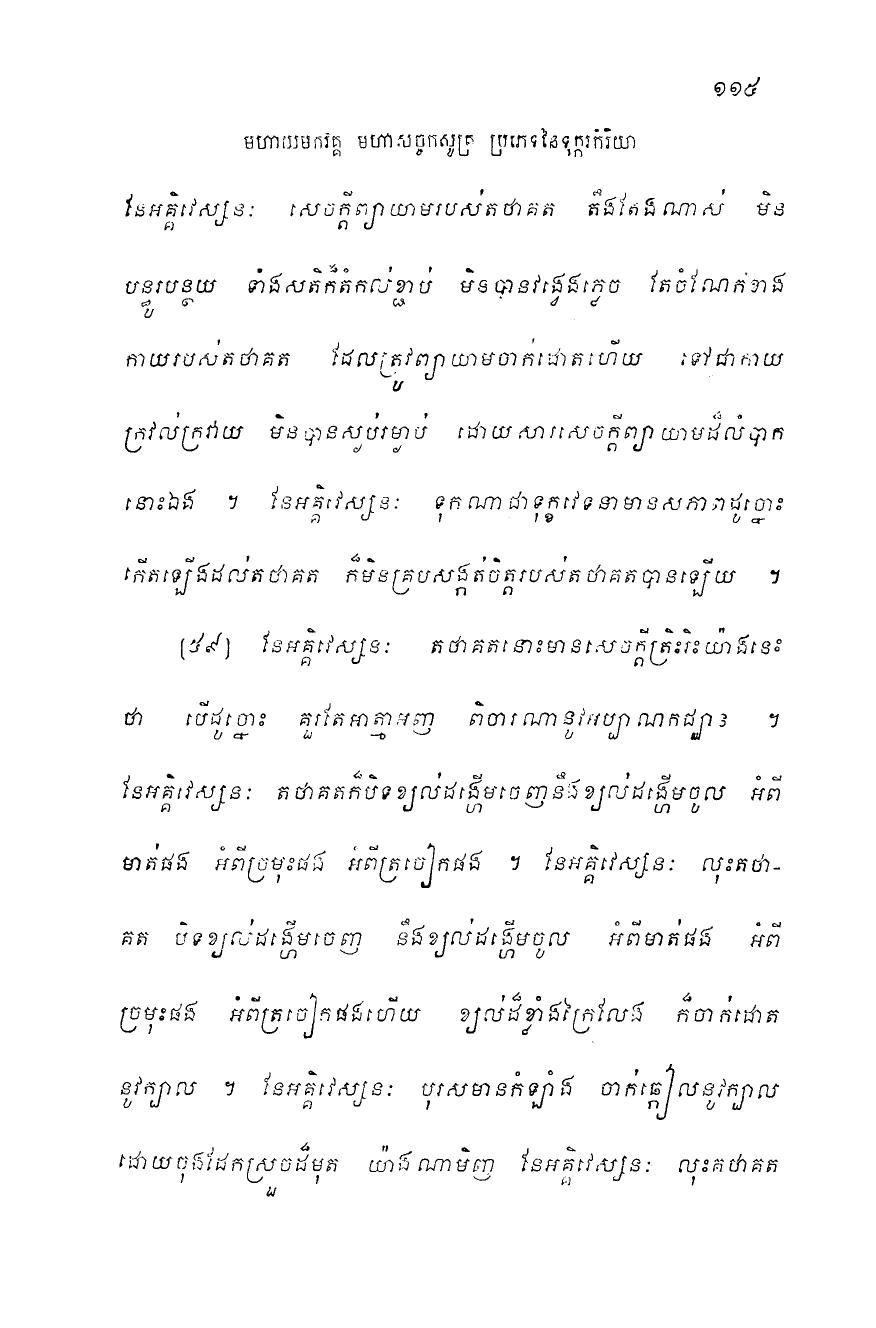 ១១៥
មហាយមកវគ្គ មហាសច្ចកសូត្រ ប្រភេទនៃទុក្ករកិរិយា
នែអគ្គិវេស្សនៈ សេចក្តីព្យាយាមរបស់តថាគត តឹងតែងណាស់ មិន
បន្ធូរបន្ថយ ទាំងសតិក៏តំកល់ខ្ជាប់ មិនបានវង្វេងភ្លេច តែចំណែកខាង
កាយរបស់តថាគត ដែលត្រូវព្យាយាមចាក់ដោតហើយ ទៅជាកាយ
ក្រវល់ក្រវាយ មិនបានស្ងប់រម្ងាប់ ដោយសារសេចក្តីព្យាយាមដ៏លំបាក
នោះឯង ។ នែអគ្គិវេស្សនៈ ទុកណាជាទុក្ខវេទនាមានសភាពដូច្នោះ
កើតឡើងដល់តថាគត ក៏មិនគ្របសង្កត់ចិត្តរបស់តថាគតបានឡើយ ។
[៥៩] នែអគ្គិវេស្សនៈ តថាគតនោះមានសេចក្តីត្រិះរិះយ៉ាងនេះ
ថា បើដូច្នោះ គួរតែអាត្មាអញ ពិចារណានូវអប្បាណកជ្ឈាន ។
នែអគ្គិវេស្សនៈ តថាគតក៏បិទខ្យល់ដង្ហើមចេញនឹងខ្យល់ដង្ហើមចូល អំពី
មាត់ផង អំពីច្រមុះផង អំពីត្រចៀកផង ។ នែអគ្គិវេស្សនៈ លុះតថា-
គត បិទខ្យល់ដង្ហើមចេញ នឹងខ្យល់ដង្ហើមចូល អំពីមាត់ផង អំពី
ច្រមុះផង អំពីត្រចៀកផងហើយ ខ្យល់ដ៏ខ្លាំងក្រៃលែង ក៏ចាក់ដោត
នូវក្បាល ។ នែអគ្គិវេស្សនៈ បុរសមានកំឡាំង ចាក់ឆ្កៀលនូវក្បាល
ដោយចុងដែកស្រួចដ៏មុត យ៉ាងណាមិញ នែអគ្គិវេស្សនៈ លុះតថាគត